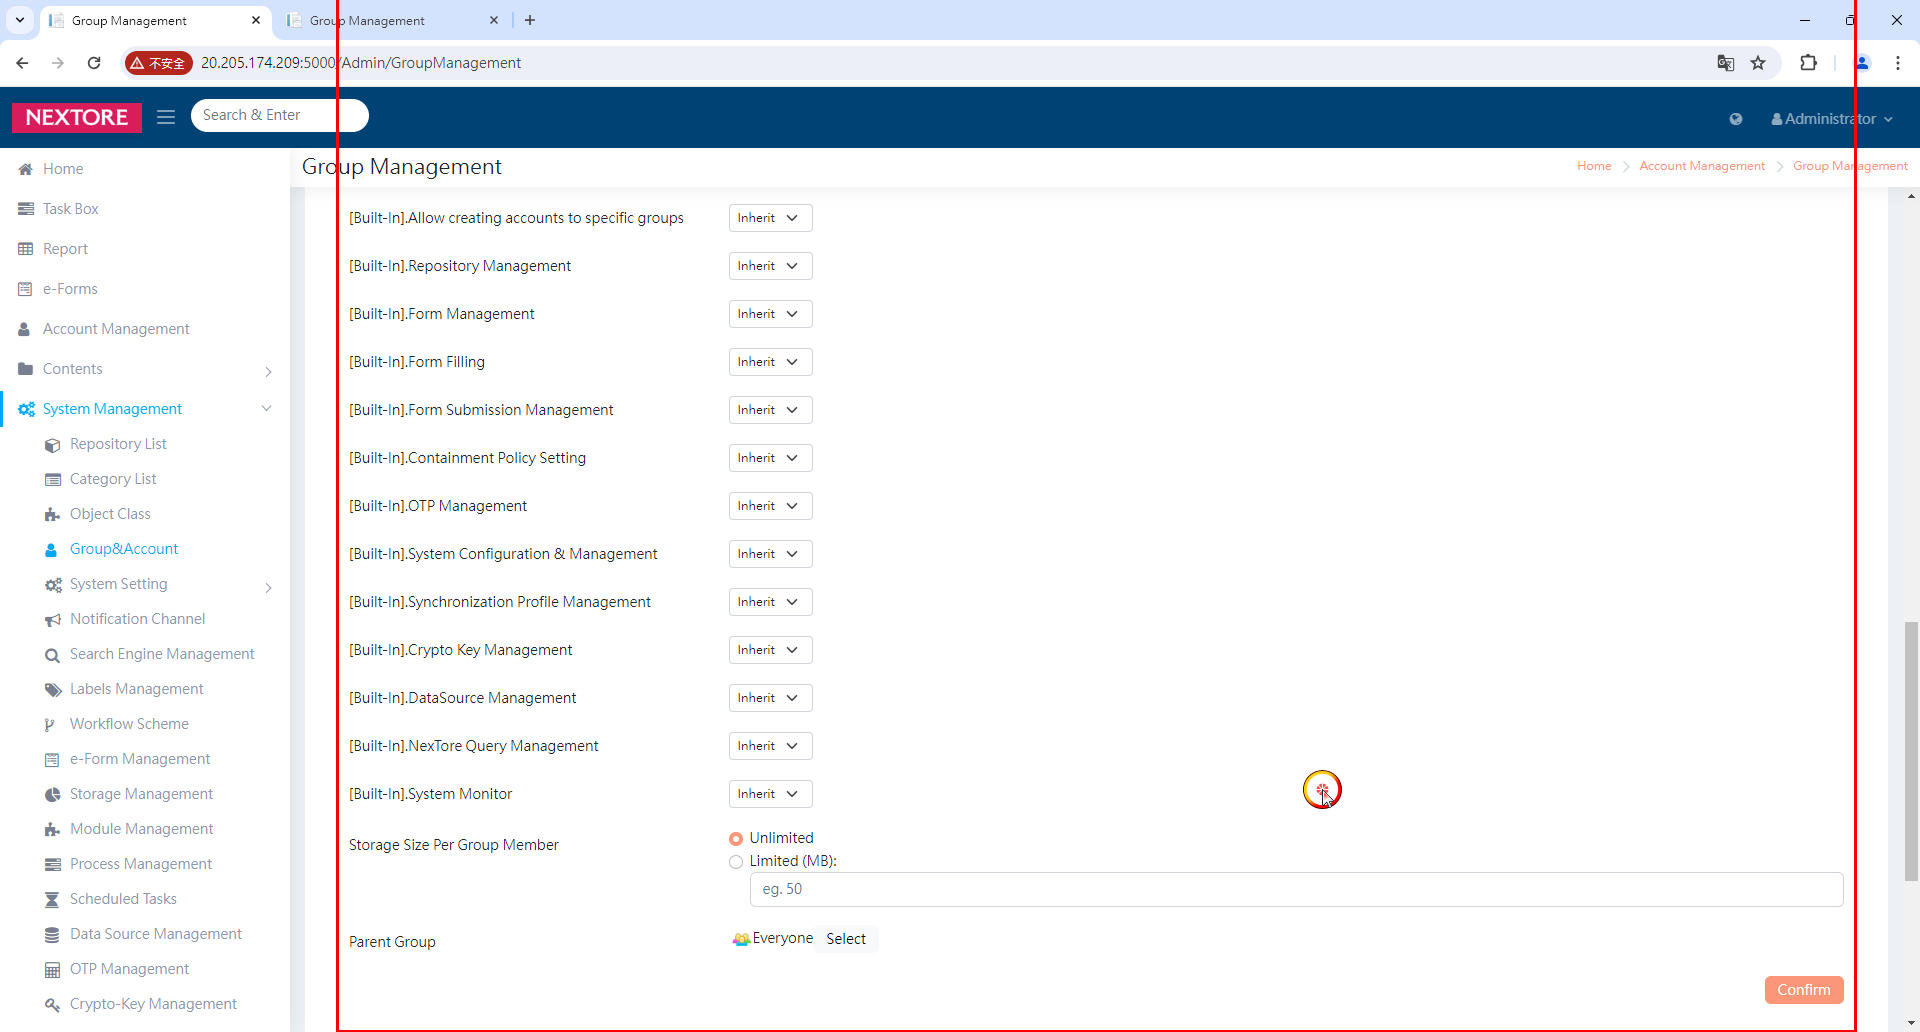 Group Management
Group Management
不安全
20.205.174.209:5000/Admin/GroupManagement
NEXTORE
Search & Enter
Administrator
Home
Task Box
Report
e-Forms
Account Management
Contents
System Management
Repository List
Category List
Object Class
Group&Account
System Setting
Notification Channel
Search Engine Management
Labels Management
Workflow Scheme
e-Form Management
Storage Management
Module Management
Process Management
Scheduled Tasks
Data Source Management
OTP Management
Crypto-Key Management
Group Management
Home > Account Management > Group Management
[Built-In].Allow creating accounts to specific groups Inherit
[Built-In].Repository Management Inherit
[Built-In].Form Management Inherit
[Built-In].Form Filling Inherit
[Built-In].Form Submission Management Inherit
[Built-In].Containment Policy Setting Inherit
[Built-In].OTP Management Inherit
[Built-In].System Configuration & Management Inherit
[Built-In].Synchronization Profile Management Inherit
[Built-In].Crypto Key Management Inherit
[Built-In].DataSource Management Inherit
[Built-In].NexTore Query Management Inherit
[Built-In].System Monitor Inherit
Storage Size Per Group Member
Unlimited
Limited (MB):
eg. 50
Parent Group Everyone Select
Confirm